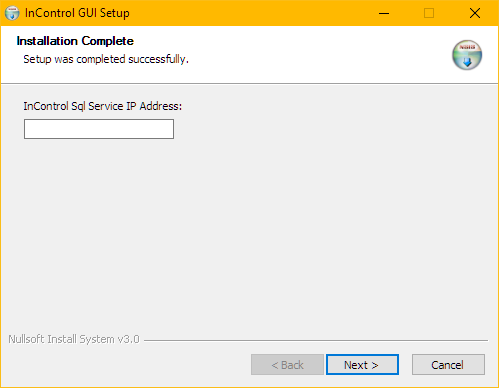 InControl GUI Setup
Installation Complete
Setup was completed successfully.
InControl Sql Service IP Address:
Nullsoft Install System v3.0
< Back
Next >
Cancel